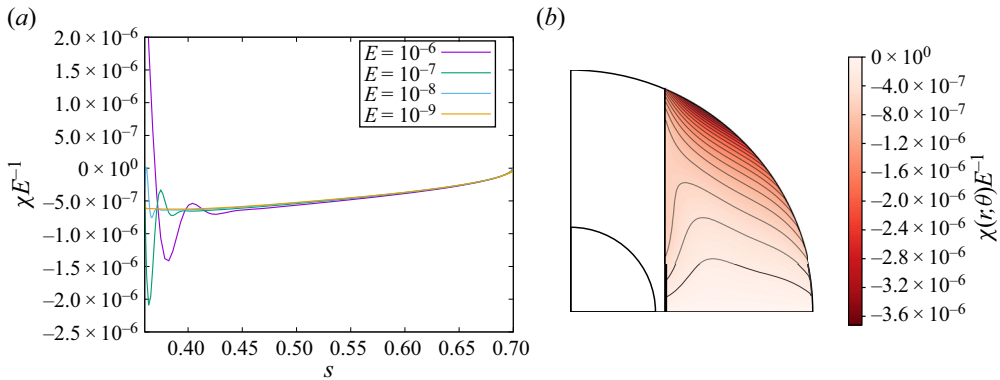 (a)
2.0 × 10⁻⁶
1.5 × 10⁻⁶
1.0 × 10⁻⁶
5.0 × 10⁻⁷
0 × 10⁰
–5.0 × 10⁻⁷
–1.0 × 10⁻⁶
–1.5 × 10⁻⁶
–2.0 × 10⁻⁶
–2.5 × 10⁻⁶
χE⁻¹
E = 10⁻⁶
E = 10⁻⁷
E = 10⁻⁸
E = 10⁻⁹
0.40 0.45 0.50 0.55 0.60 0.65 0.70
s
(b)
0 × 10⁰
–4.0 × 10⁻⁷
–8.0 × 10⁻⁷
–1.2 × 10⁻⁶
–1.6 × 10⁻⁶
–2.0 × 10⁻⁶
–2.4 × 10⁻⁶
–2.8 × 10⁻⁶
–3.2 × 10⁻⁶
–3.6 × 10⁻⁶
χ(r,θ)E⁻¹